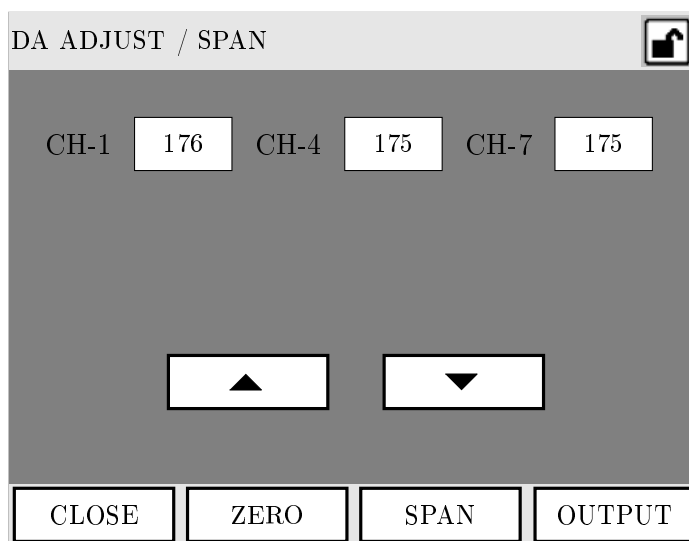 DA ADJUST / SPAN
CH-1 176 CH-4 175 CH-7 175
CLOSE ZERO SPAN OUTPUT